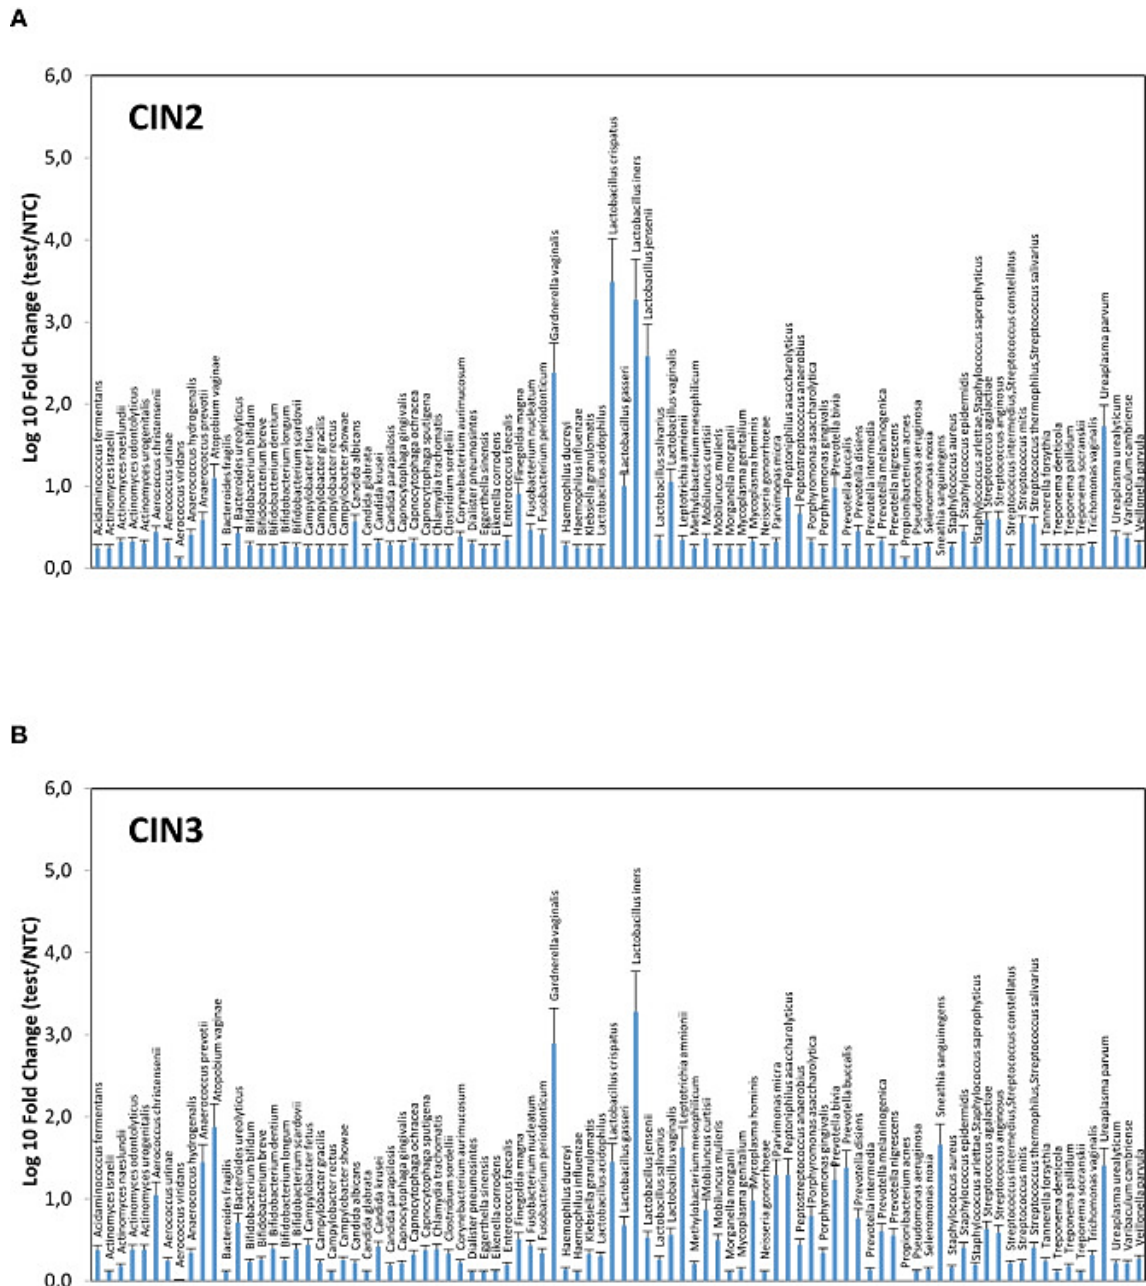 A
6,0
CIN2
5,0
4,0
3,0
2,0
1,0
0,0
Log 10 Fold Change (test/NTC)
Acidaminococcus fermentans
Actinomyces israelii
Actinomyces naeslundii
Actinomyces odontolyticus
Actinomyces urogenitalis
Aerococcus christensenii
Aerococcus urinae
Aerococcus viridans
Anaerococcus hydrogenalis
Anaerococcus prevotii
Atopobium vaginae
Bacteroides fragilis
Bacteroides ureolyticus
Bifidobacterium bifidum
Bifidobacterium breve
Bifidobacterium dentium
Bifidobacterium longum
Bifidobacterium scardovii
Campylobacter fetus
Campylobacter gracilis
Campylobacter rectus
Campylobacter showae
Candida albicans
Candida glabrata
Candida krusei
Candida parapsilosis
Capnocytophaga gingivalis
Capnocytophaga ochracea
Capnocytophaga sputigena
Chlamydia trachomatis
Clostridium sordellii
Corynebacterium aurimucosum
Dialister pneumosintes
Eggerthella sinensis
Eikenella corrodens
Enterococcus faecalis
Finegoldia magna
Fusobacterium nucleatum
Fusobacterium periodonticum
Gardnerella vaginalis
Haemophilus ducreyi
Haemophilus influenzae
Klebsiella granulomatis
Lactobacillus acidophilus
Lactobacillus crispatus
Lactobacillus gasseri
Lactobacillus iners
Lactobacillus jensenii
Lactobacillus salivarius
Lactobacillus vaginalis
Leptotrichia amnionii
Methylobacterium mesophilicum
Mobiluncus curtisii
Mobiluncus mulieris
Morganella morganii
Mycoplasma genitalium
Mycoplasma hominis
Neisseria gonorrhoeae
Parvimonas micra
Peptoniphilus asaccharolyticus
Peptostreptococcus anaerobius
Porphyromonas asaccharolytica
Porphyromonas gingivalis
Prevotella bivia
Prevotella buccalis
Prevotella disiens
Prevotella intermedia
Prevotella melaninogenica
Prevotella nigrescens
Propionibacterium acnes
Pseudomonas aeruginosa
Selenomonas noxia
Sneathia sanguinegens
Staphylococcus aureus
Staphylococcus epidermidis
Staphylococcus arlettae,Staphylococcus saprophyticus
Streptococcus agalactiae
Streptococcus anginosus
Streptococcus intermedius,Streptococcus constellatus
Streptococcus mitis
Streptococcus thermophilus,Streptococcus salivarius
Tannerella forsythia
Treponema denticola
Treponema pallidum
Treponema socranskii
Trichomonas vaginalis
Ureaplasma parvum
Ureaplasma urealyticum
Varibaculum cambriense
Veillonella parvula
B
6,0
CIN3
5,0
4,0
3,0
2,0
1,0
0,0
Log 10 Fold Change (test/NTC)
Acidaminococcus fermentans
Actinomyces israelii
Actinomyces naeslundii
Actinomyces odontolyticus
Actinomyces urogenitalis
Aerococcus christensenii
Aerococcus urinae
Aerococcus viridans
Anaerococcus hydrogenalis
Anaerococcus prevotii
Atopobium vaginae
Bacteroides fragilis
Bacteroides ureolyticus
Bifidobacterium bifidum
Bifidobacterium breve
Bifidobacterium dentium
Bifidobacterium longum
Bifidobacterium scardovii
Campylobacter fetus
Campylobacter gracilis
Campylobacter rectus
Campylobacter showae
Candida albicans
Candida glabrata
Candida krusei
Candida parapsilosis
Capnocytophaga gingivalis
Capnocytophaga ochracea
Capnocytophaga sputigena
Chlamydia trachomatis
Clostridium sordellii
Corynebacterium aurimucosum
Dialister pneumosintes
Eggerthella sinensis
Eikenella corrodens
Enterococcus faecalis
Finegoldia magna
Fusobacterium nucleatum
Fusobacterium periodonticum
Gardnerella vaginalis
Haemophilus ducreyi
Haemophilus influenzae
Klebsiella granulomatis
Lactobacillus acidophilus
Lactobacillus crispatus
Lactobacillus gasseri
Lactobacillus iners
Lactobacillus jensenii
Lactobacillus salivarius
Lactobacillus vaginalis
Leptotrichia amnionii
Methylobacterium mesophilicum
Mobiluncus curtisii
Mobiluncus mulieris
Morganella morganii
Mycoplasma genitalium
Mycoplasma hominis
Neisseria gonorrhoeae
Parvimonas micra
Peptoniphilus asaccharolyticus
Peptostreptococcus anaerobius
Porphyromonas asaccharolytica
Porphyromonas gingivalis
Prevotella bivia
Prevotella buccalis
Prevotella disiens
Prevotella intermedia
Prevotella melaninogenica
Prevotella nigrescens
Propionibacterium acnes
Pseudomonas aeruginosa
Selenomonas noxia
Sneathia sanguinegens
Staphylococcus aureus
Staphylococcus epidermidis
Staphylococcus arlettae,Staphylococcus saprophyticus
Streptococcus agalactiae
Streptococcus anginosus
Streptococcus intermedius,Streptococcus constellatus
Streptococcus mitis
Streptococcus thermophilus,Streptococcus salivarius
Tannerella forsythia
Treponema denticola
Treponema pallidum
Treponema socranskii
Trichomonas vaginalis
Ureaplasma parvum
Ureaplasma urealyticum
Varibaculum cambriense
Veillonella parvula